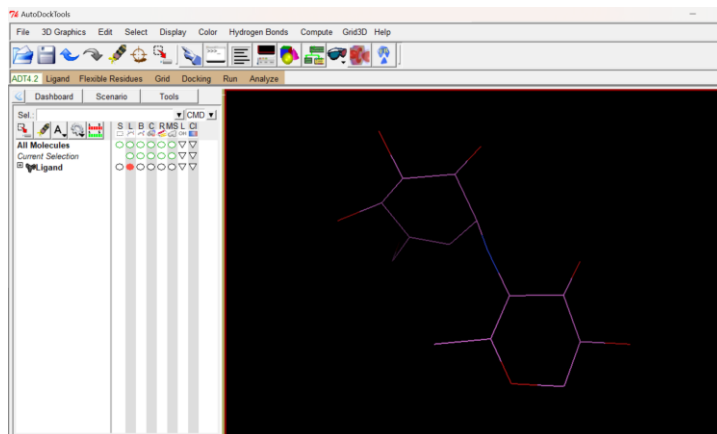 AutoDockTools
File 3D Graphics Edit Select Display Color Hydrogen Bonds Compute Grid3D Help
ADT4.2 Ligand Flexible Residues Grid Docking Run Analyze
Dashboard Scenario Tools
Sel.: CMD
A S L B C R MS L Cl
All Molecules
Current Selection
Ligand